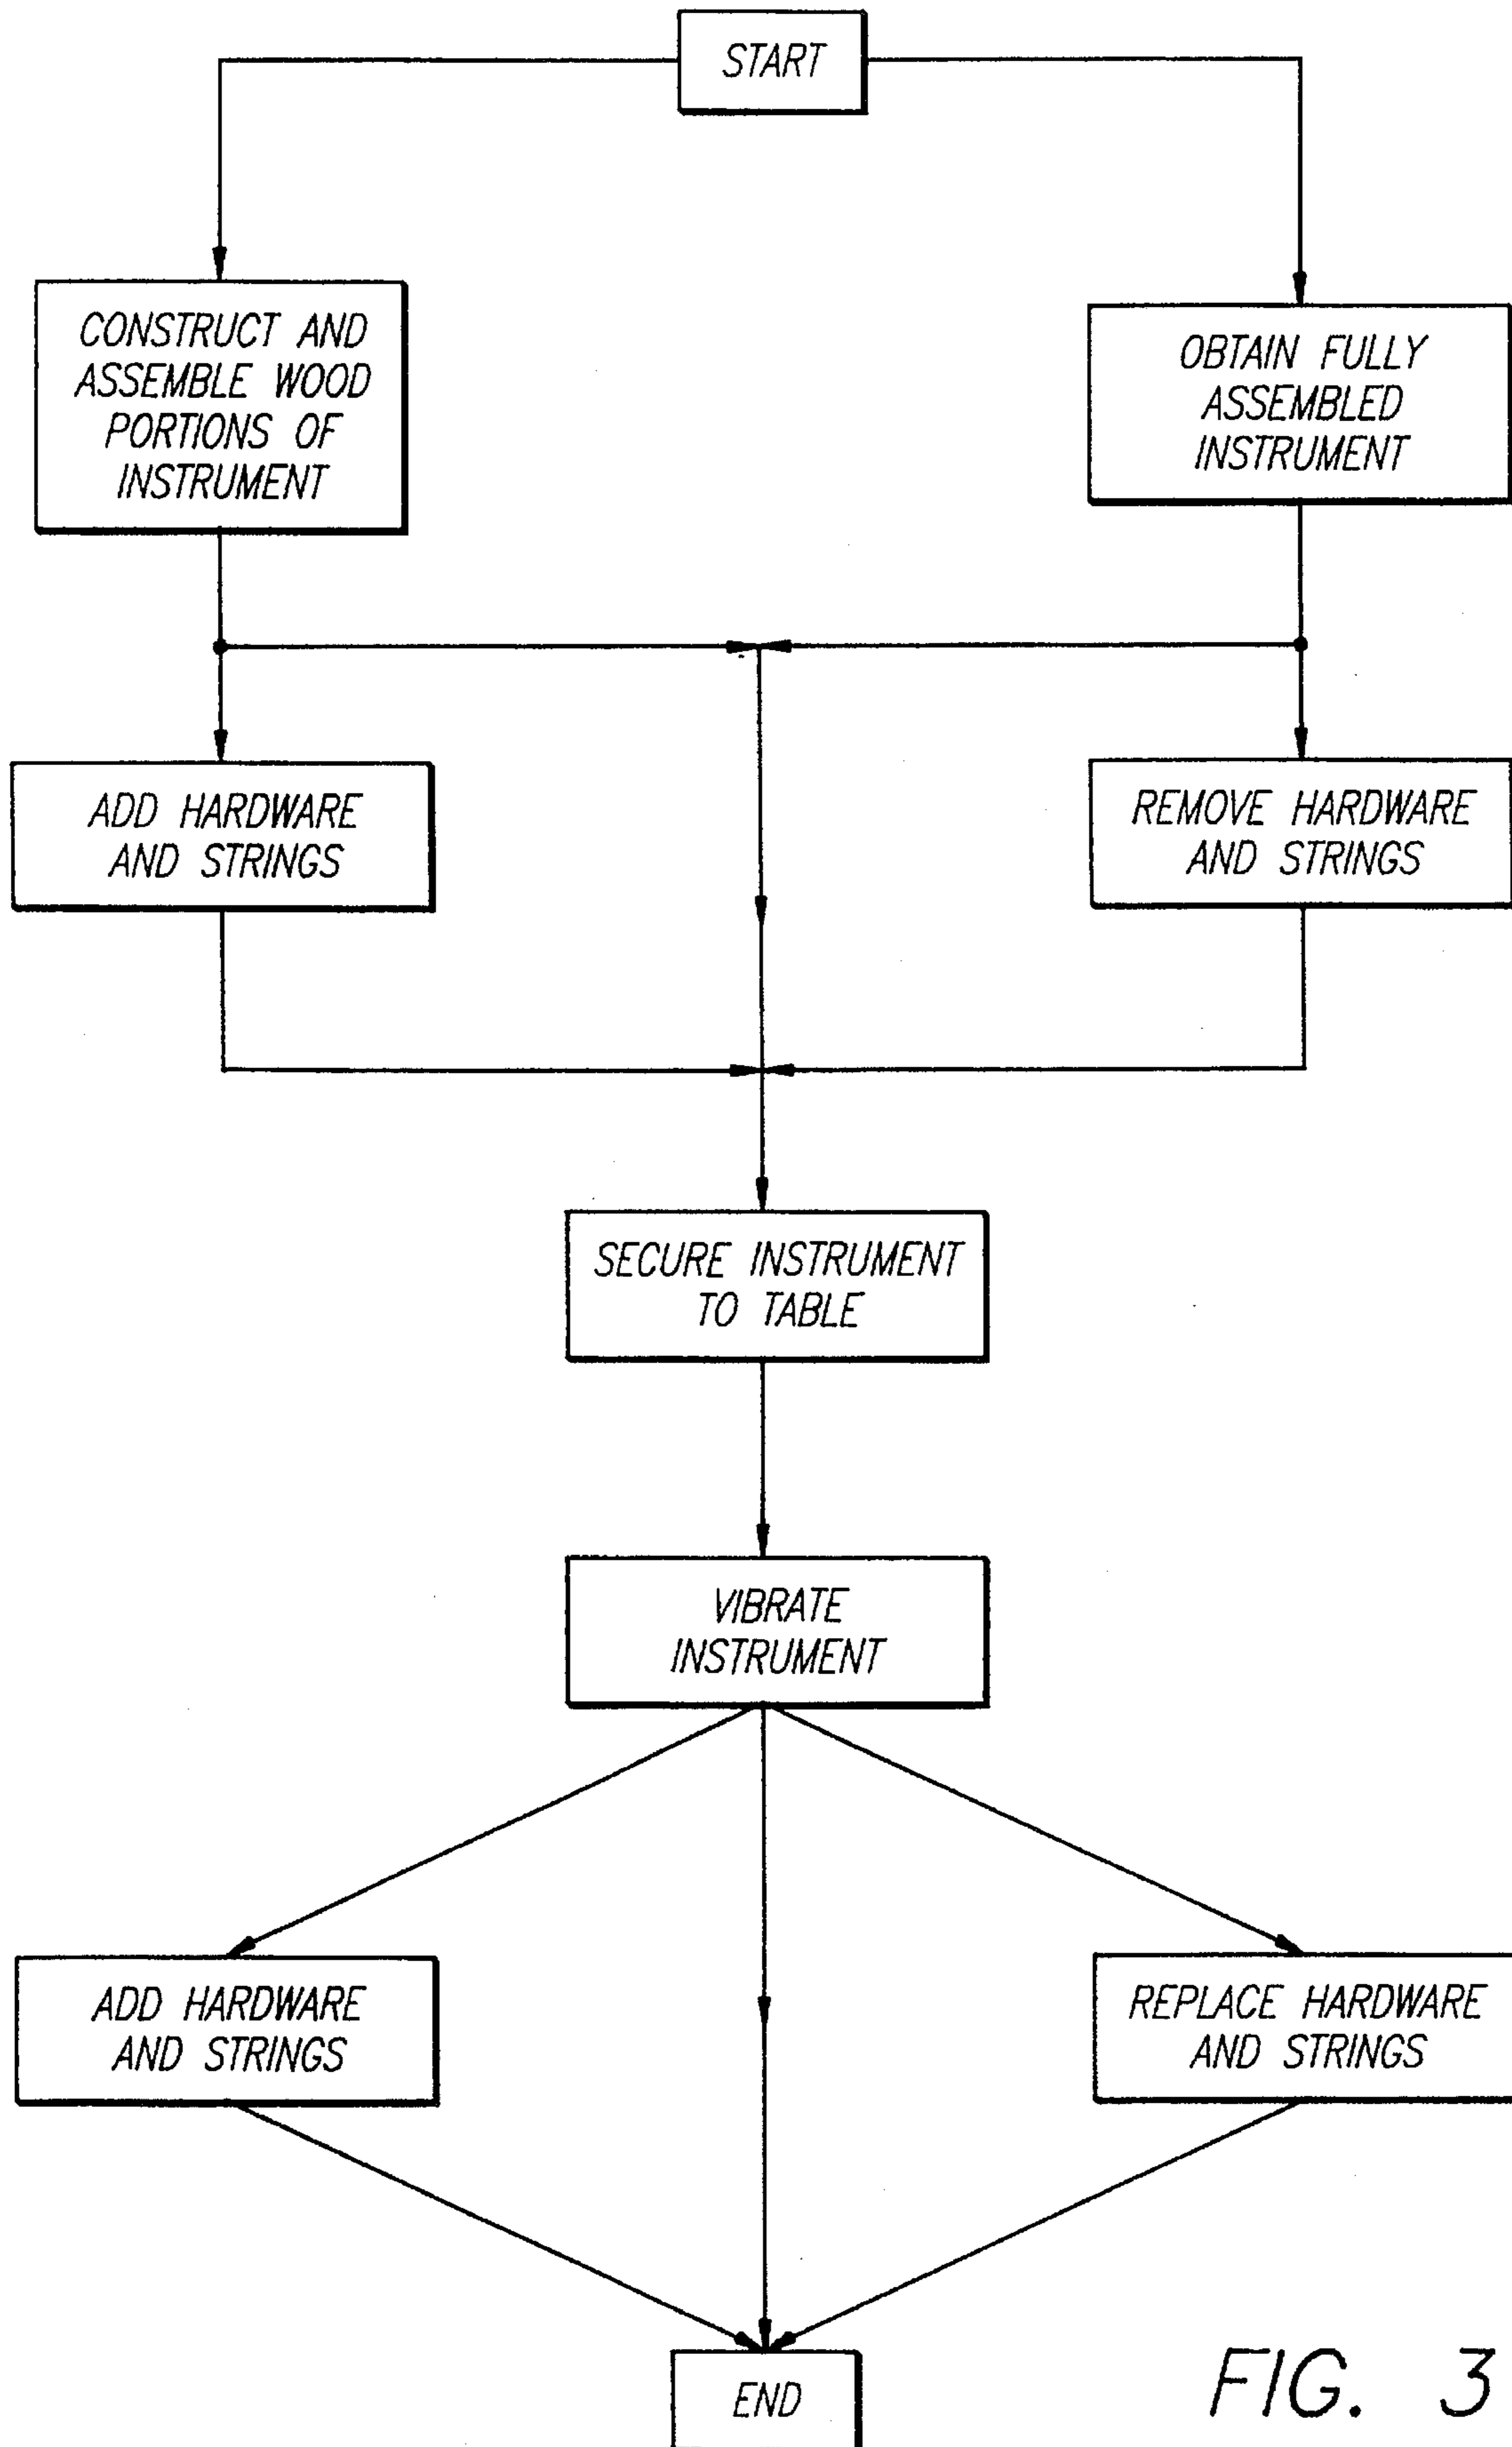 START
CONSTRUCT AND
ASSEMBLE WOOD
PORTIONS OF
INSTRUMENT
OBTAIN FULLY
ASSEMBLED
INSTRUMENT
ADD HARDWARE
AND STRINGS
REMOVE HARDWARE
AND STRINGS
SECURE INSTRUMENT
TO TABLE
VIBRATE
INSTRUMENT
ADD HARDWARE
AND STRINGS
REPLACE HARDWARE
AND STRINGS
END
FIG. 3